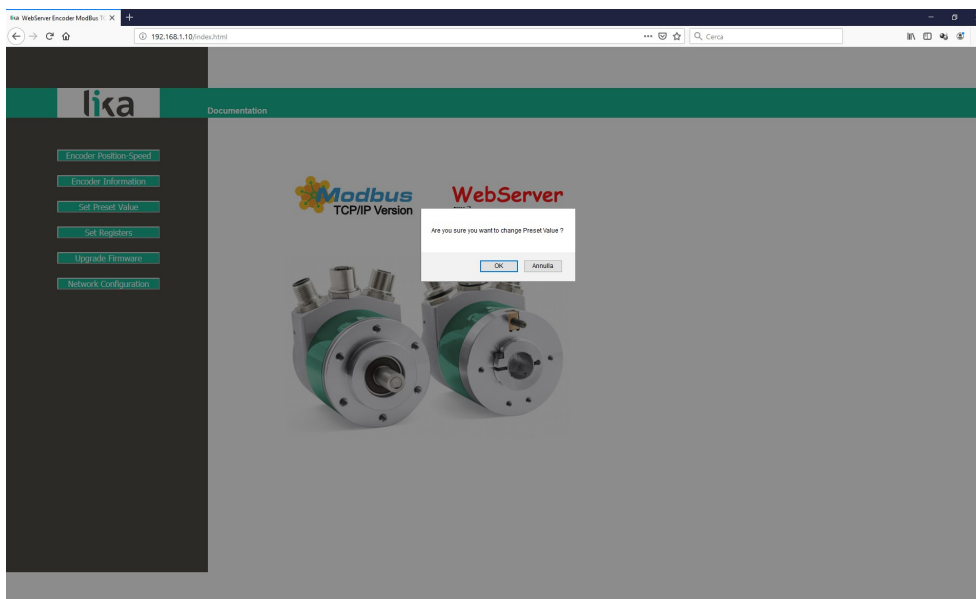 lika WebServer Encoder ModBus TC
192.168.1.10/index.html
Cerca
lika
Documentation
Encoder Position-Speed
Encoder Information
Set Preset Value
Set Registers
Upgrade Firmware
Network Configuration
Modbus
TCP/IP Version
WebServer
Are you sure you want to change Preset Value ?
OK
Annulla